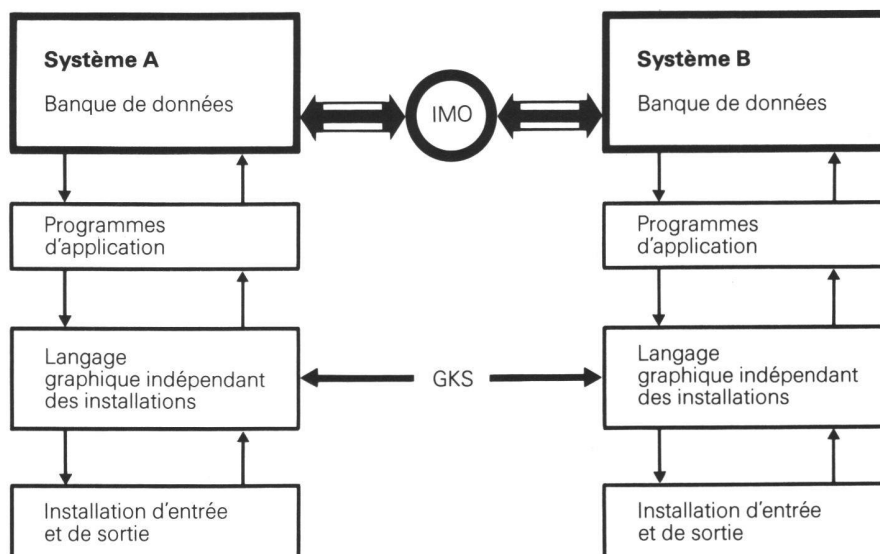 Système A
Banque de données
IMO
Système B
Banque de données
Programmes
d'application
Programmes
d'application
Langage
graphique indépendant
des installations
GKS
Langage
graphique indépendant
des installations
Installation d'entrée
et de sortie
Installation d'entrée
et de sortie